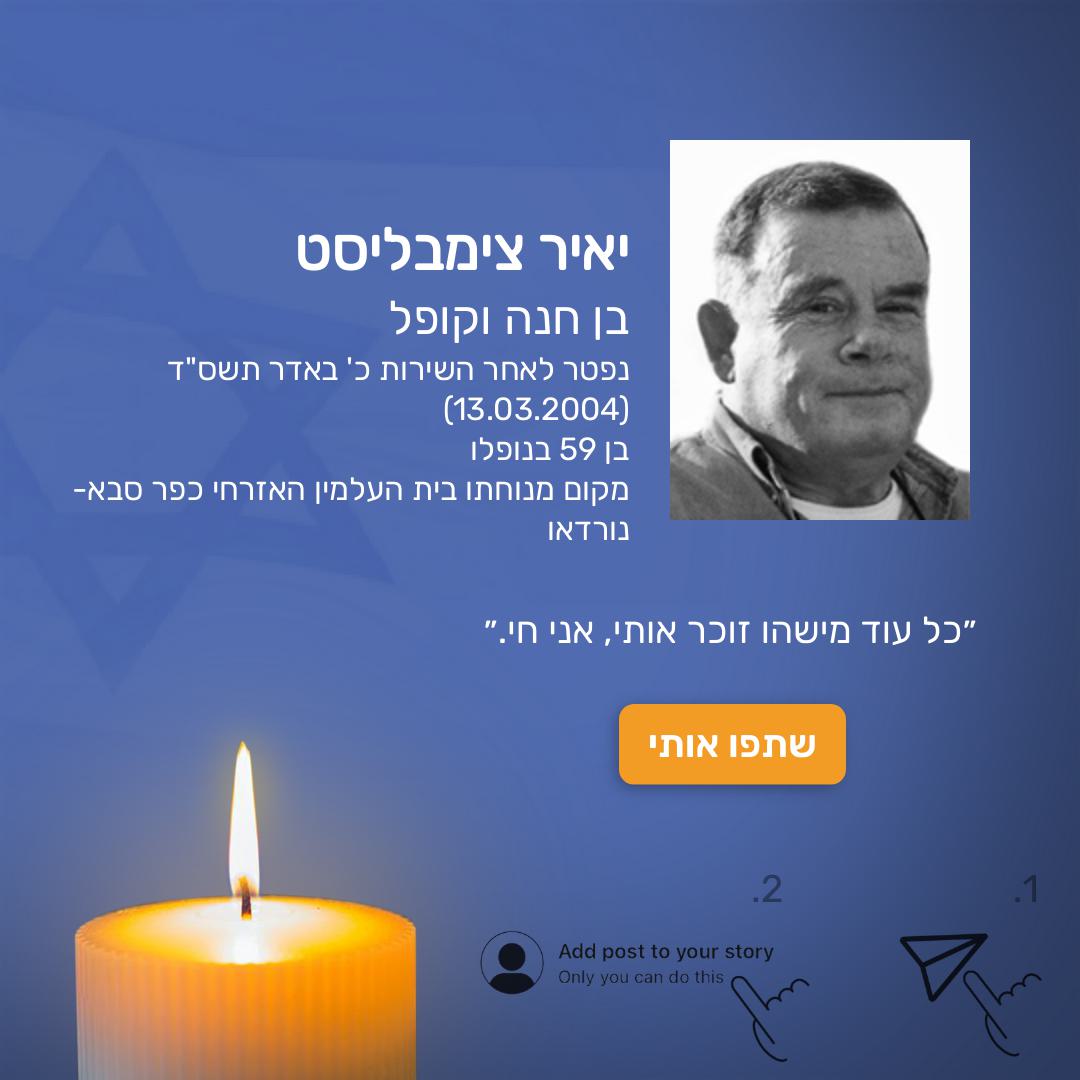 יאיר צימבליסט
בן חנה וקופל
נפטר לאחר השירות כ' באדר תשס"ד
(13.03.2004)
בן 59 בנופלו
מקום מנוחתו בית העלמין האזרחי כפר סבא-
נורדאו
״כל עוד מישהו זוכר אותי, אני חי.״
שתפו אותי
.1
.2
Add post to your story
Only you can do this